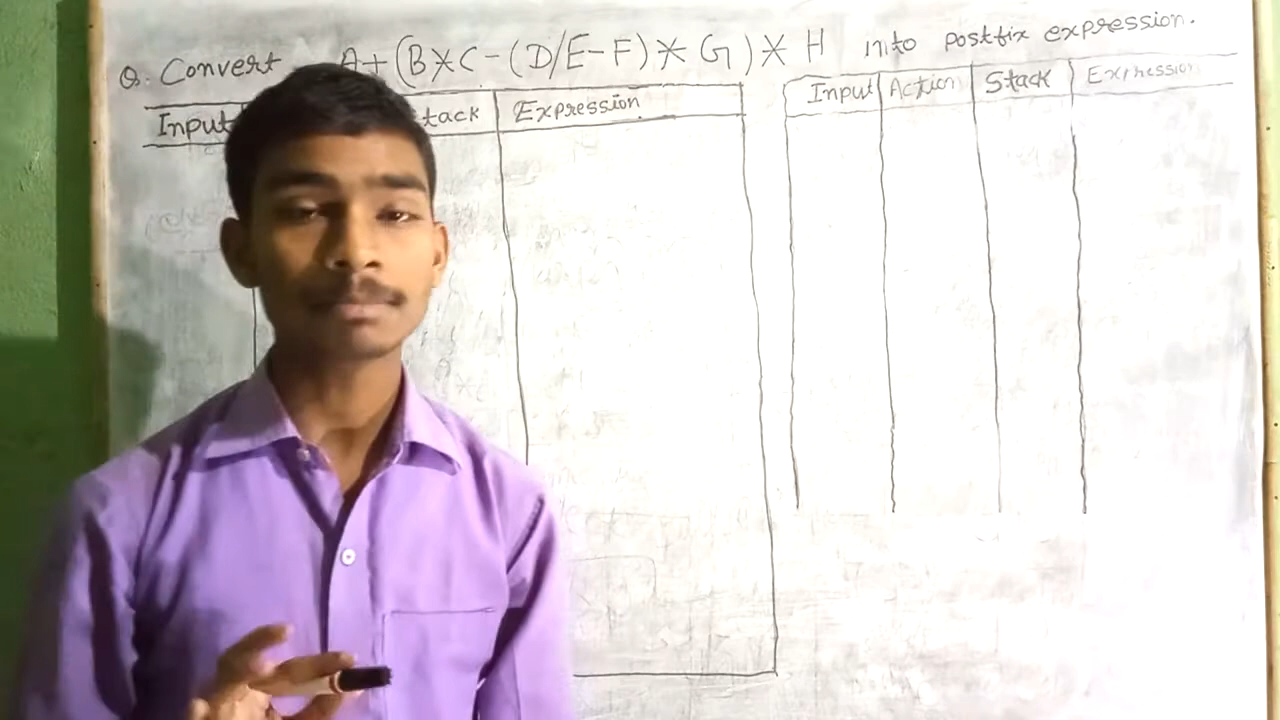 Q. Convert A+(B*C-(D/E-F)*G)*H into postfix expression.
Input tack Expression
Input Action Stack Expression